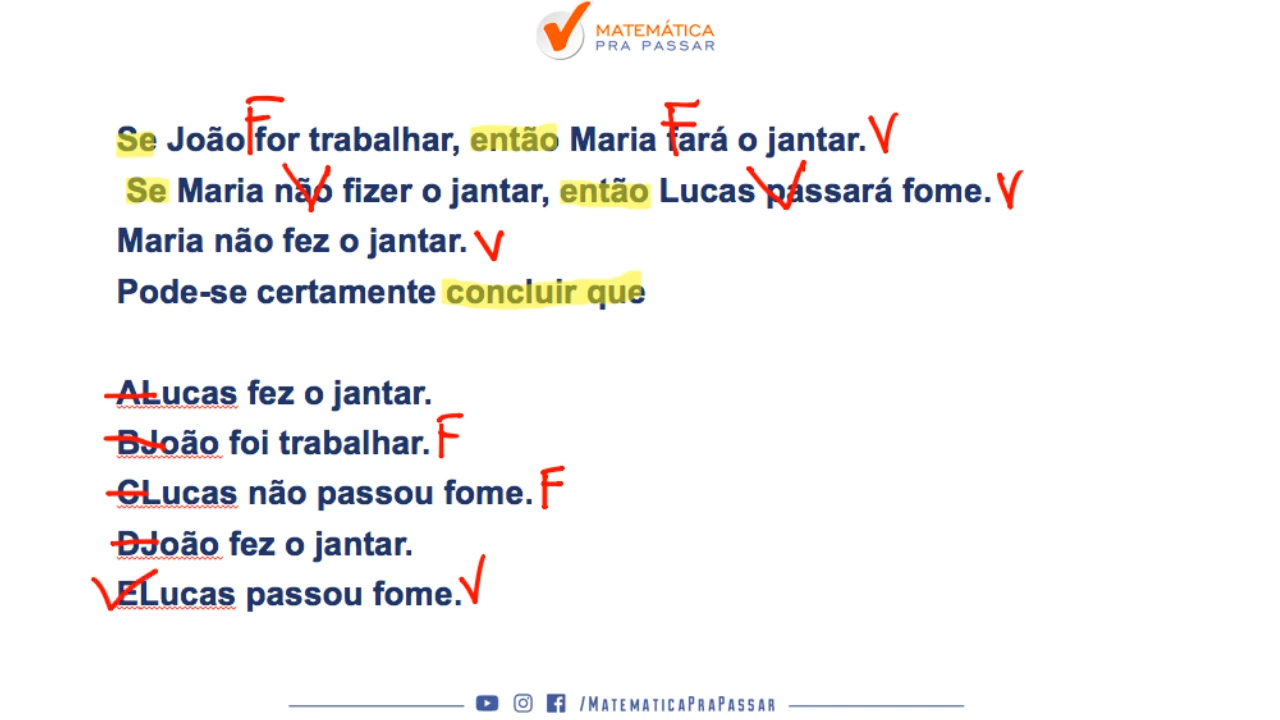 MATEMÁTICA
PRA PASSAR
F F
Se João for trabalhar, então Maria fará o jantar. V
V V
Se Maria não fizer o jantar, então Lucas passará fome. V
Maria não fez o jantar. V
Pode-se certamente concluir que
ALucas fez o jantar.
BJoão foi trabalhar. F
CLucas não passou fome. F
DJoão fez o jantar.
ELucas passou fome. V
/MATEMATICAPRAPASSAR